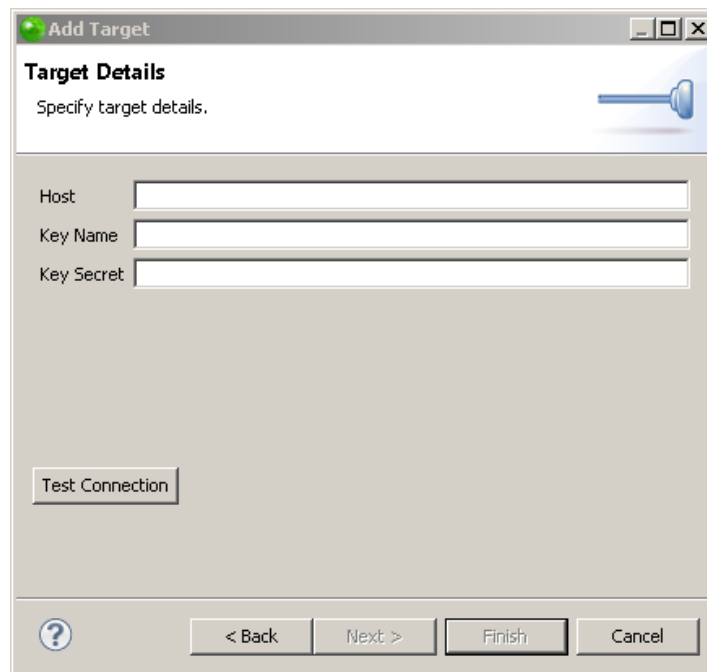 Add Target
Target Details
Specify target details.
Host
Key Name
Key Secret
Test Connection
?
< Back Next > Finish Cancel